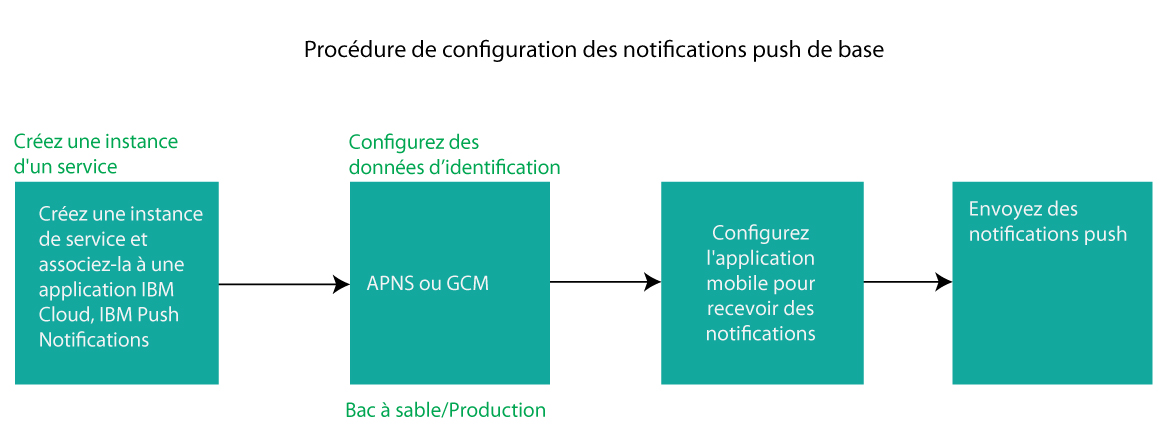 Procédure de configuration des notifications push de base
Créez une instance
d'un service
Créez une instance
de service et
associez-la à une
application IBM
Cloud, IBM Push
Notifications
Configurez des
données d’identification
APNS ou GCM
Bac à sable/Production
Configurez
l'application
mobile pour
recevoir des
notifications
Envoyez des
notifications push